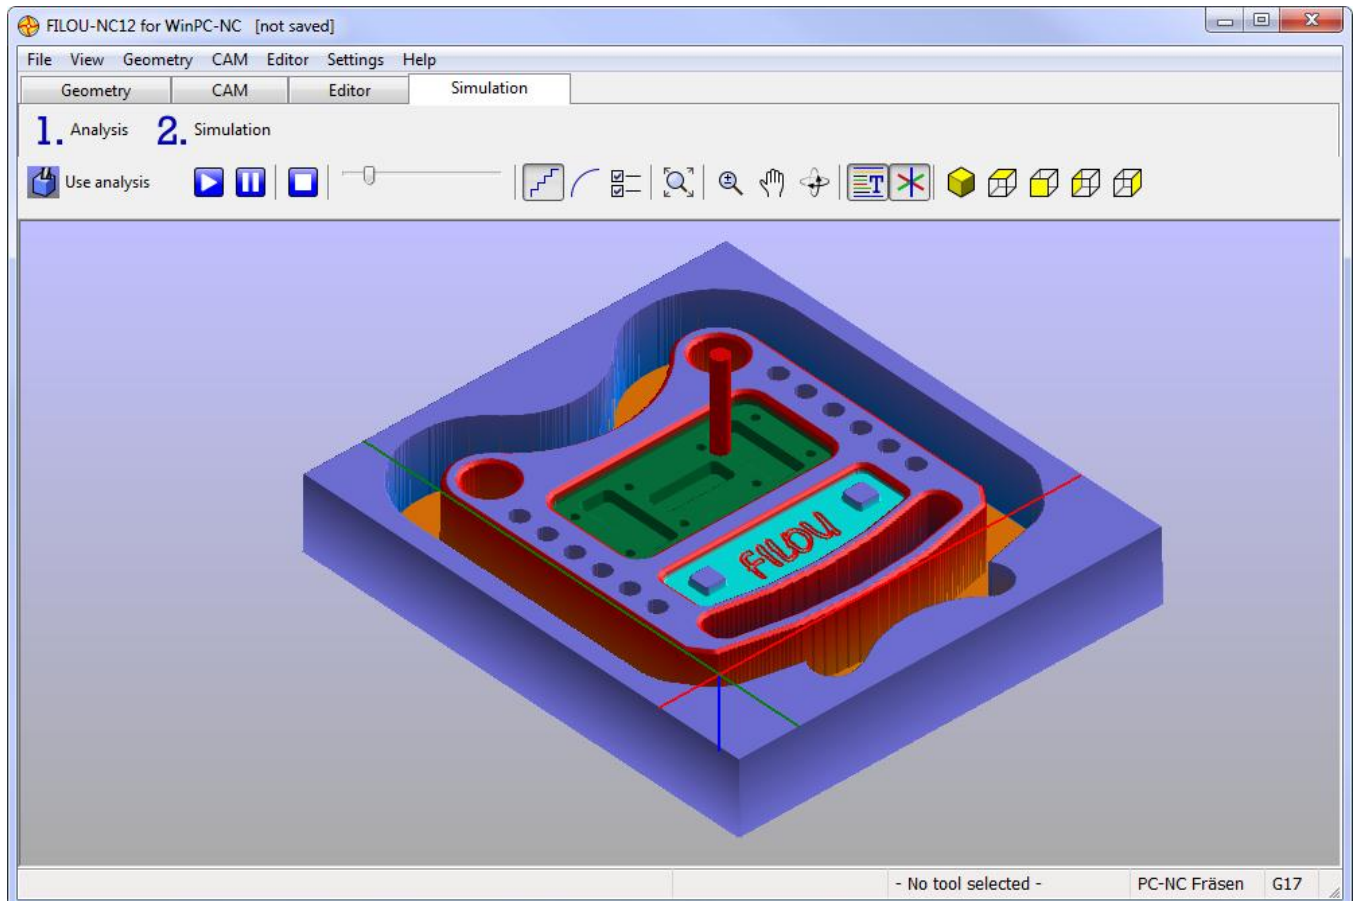 FILOU-NC12 for WinPC-NC [not saved]
File View Geometry CAM Editor Settings Help
Geometry CAM Editor Simulation
1. Analysis 2. Simulation
Use analysis
FILOU
- No tool selected - PC-NC Fräsen G17